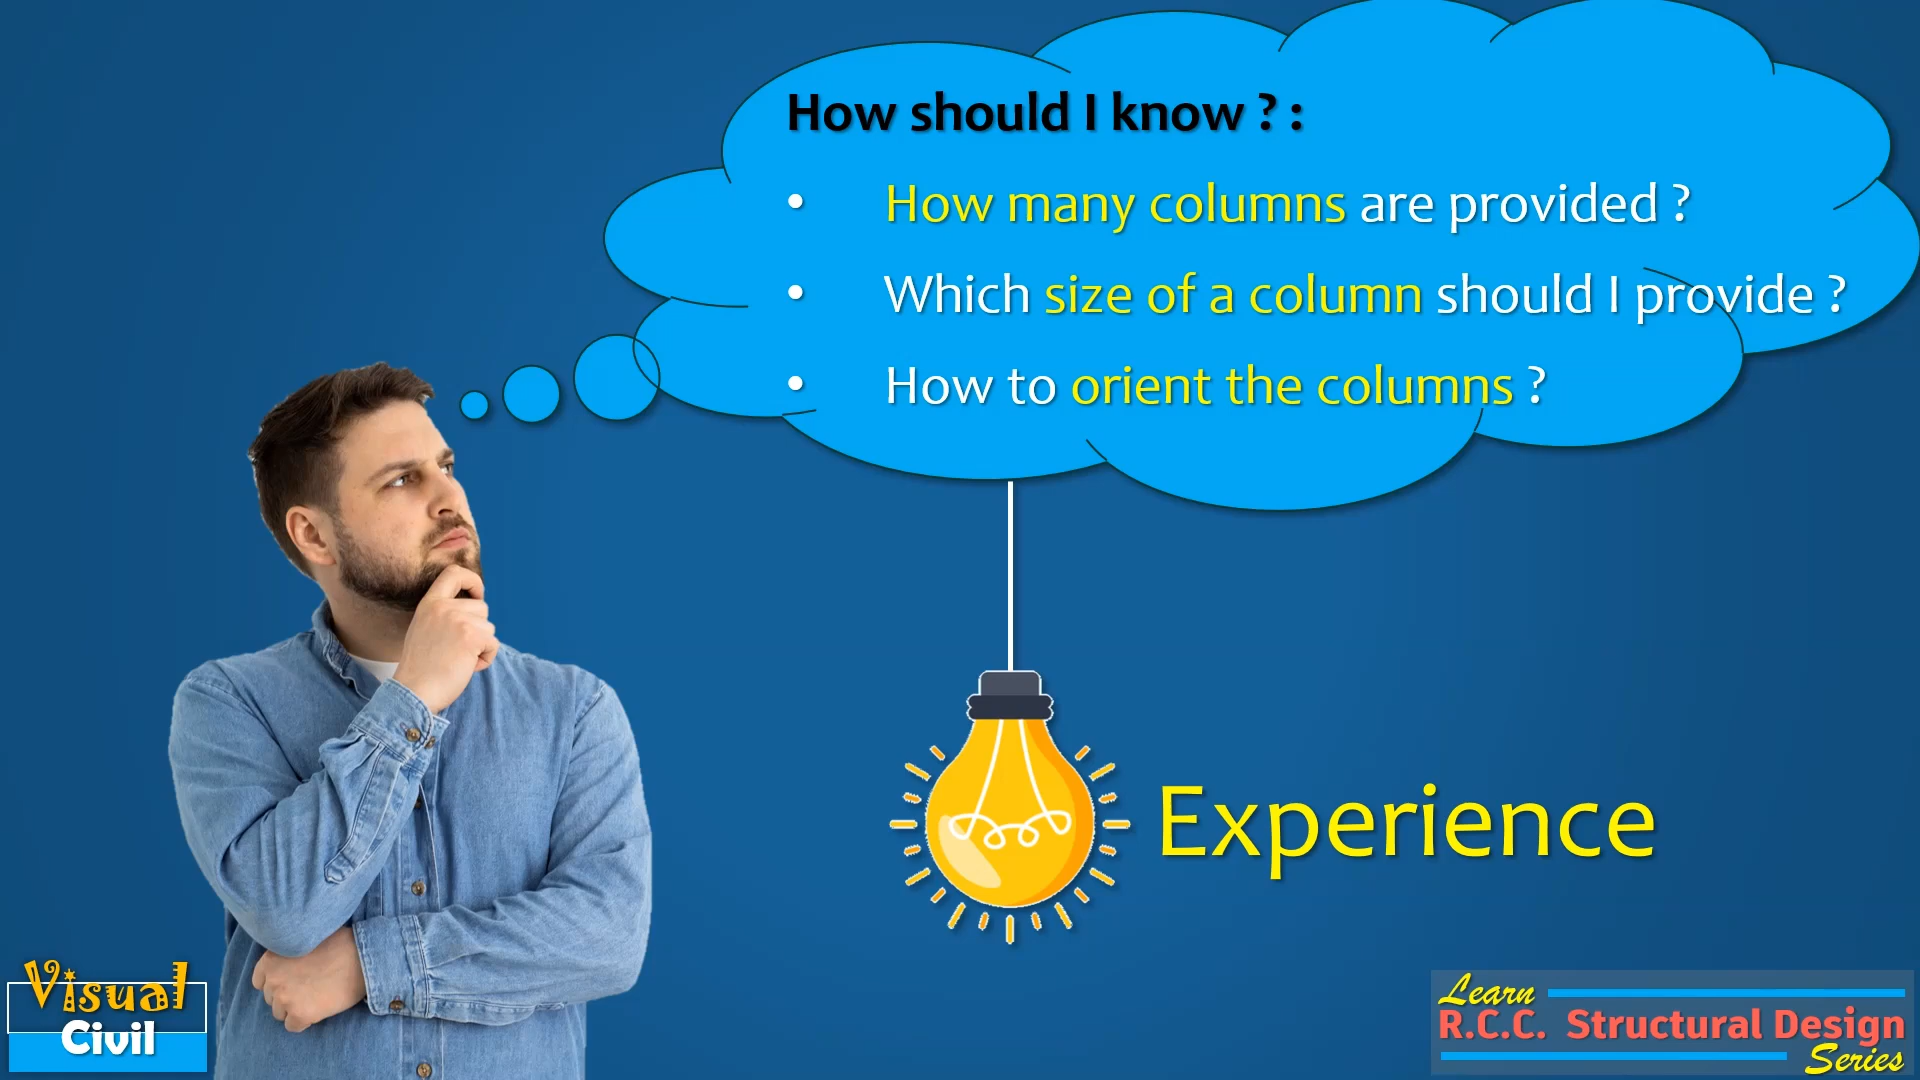 How should I know ? :
• How many columns are provided ?
• Which size of a column should I provide ?
• How to orient the columns ?
Experience
Visual
Civil
Learn
R.C.C. Structural Design
Series